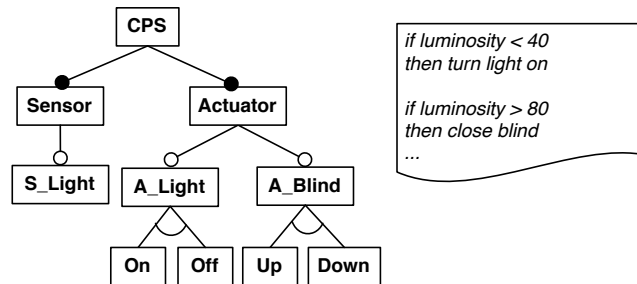 CPS
Sensor
Actuator
S_Light
A_Light
A_Blind
On
Off
Up
Down
if luminosity < 40
then turn light on
if luminosity > 80
then close blind
...